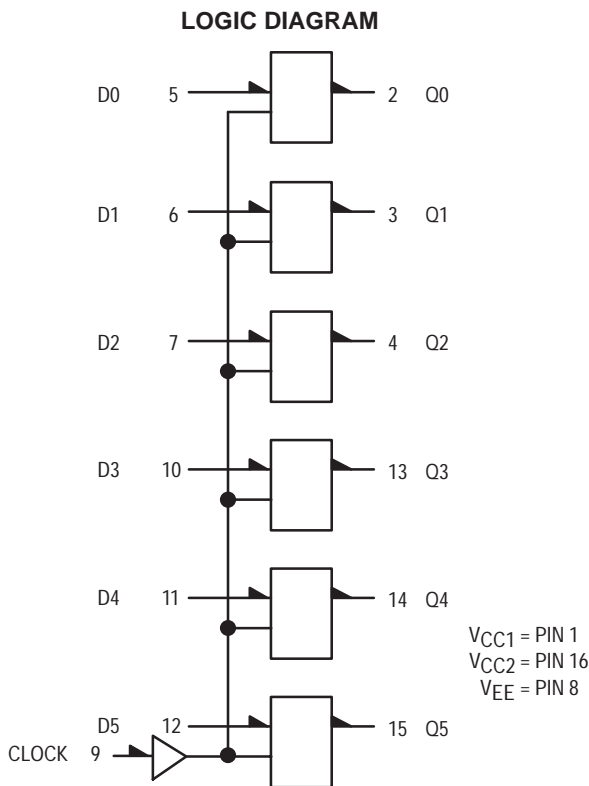 LOGIC DIAGRAM
D0 5 2 Q0
D1 6 3 Q1
D2 7 4 Q2
D3 10 13 Q3
D4 11 14 Q4
VCC1 = PIN 1
VCC2 = PIN 16
VEE = PIN 8
D5 12 15 Q5
CLOCK 9